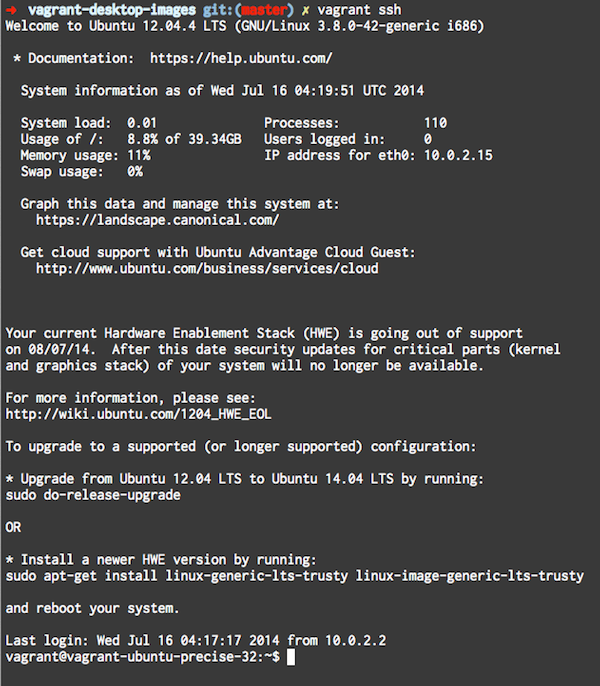 ➜ vagrant-desktop-images git:(master) ✗ vagrant ssh
Welcome to Ubuntu 12.04.4 LTS (GNU/Linux 3.8.0-42-generic i686)
* Documentation: https://help.ubuntu.com/
System information as of Wed Jul 16 04:19:51 UTC 2014
System load: 0.01 Processes: 110
Usage of /: 8.8% of 39.34GB Users logged in: 0
Memory usage: 11% IP address for eth0: 10.0.2.15
Swap usage: 0%
Graph this data and manage this system at:
https://landscape.canonical.com/
Get cloud support with Ubuntu Advantage Cloud Guest:
http://www.ubuntu.com/business/services/cloud
Your current Hardware Enablement Stack (HWE) is going out of support
on 08/07/14. After this date security updates for critical parts (kernel
and graphics stack) of your system will no longer be available.
For more information, please see:
http://wiki.ubuntu.com/1204_HWE_EOL
To upgrade to a supported (or longer supported) configuration:
* Upgrade from Ubuntu 12.04 LTS to Ubuntu 14.04 LTS by running:
sudo do-release-upgrade
OR
* Install a newer HWE version by running:
sudo apt-get install linux-generic-lts-trusty linux-image-generic-lts-trusty
and reboot your system.
Last login: Wed Jul 16 04:17:17 2014 from 10.0.2.2
vagrant@vagrant-ubuntu-precise-32:~$